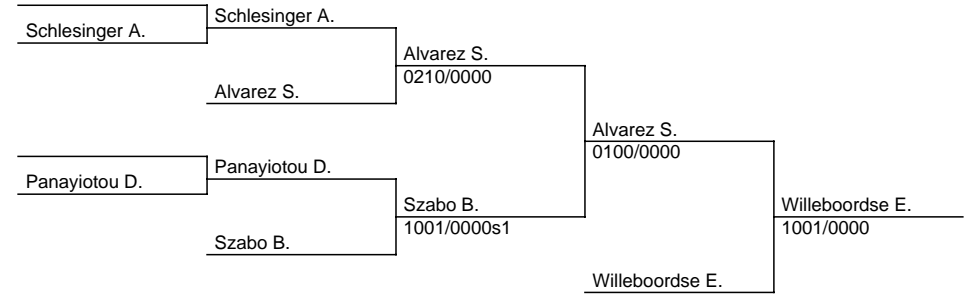 Schlesinger A.
Schlesinger A.
Alvarez S.
Alvarez S.
0210/0000
Alvarez S.
0100/0000
Panayiotou D.
Panayiotou D.
Szabo B.
Szabo B.
1001/0000s1
Willeboordse E.
1001/0000
Willeboordse E.